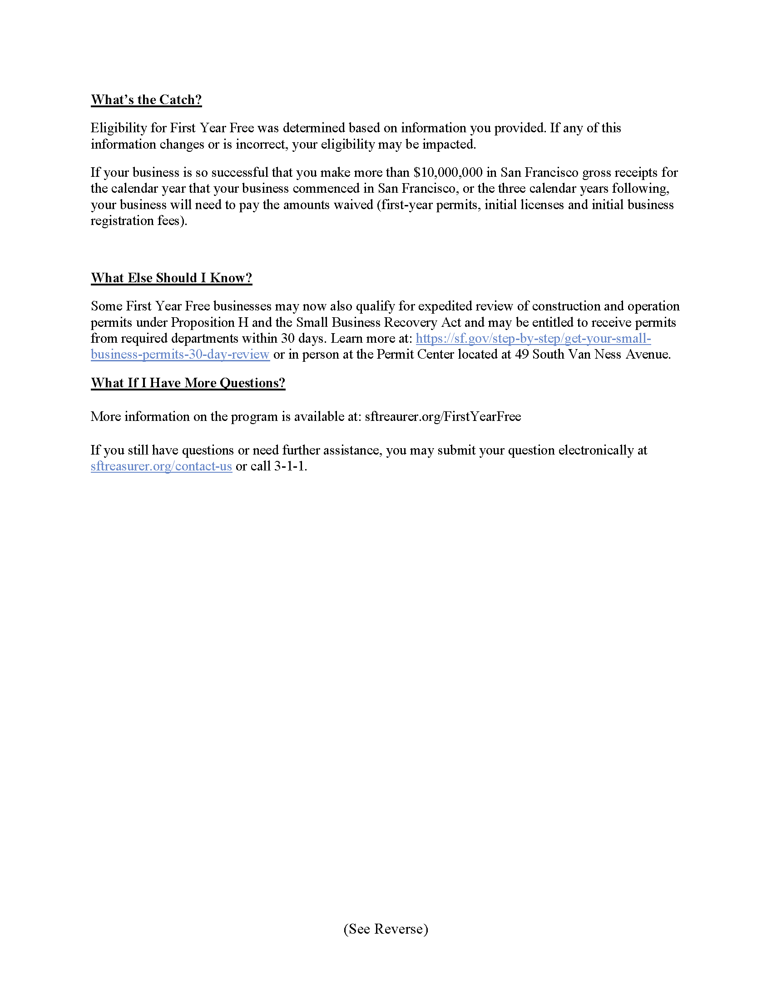 What’s the Catch?
Eligibility for First Year Free was determined based on information you provided. If any of this
information changes or is incorrect, your eligibility may be impacted.
If your business is so successful that you make more than $10,000,000 in San Francisco gross receipts for
the calendar year that your business commenced in San Francisco, or the three calendar years following,
your business will need to pay the amounts waived (first-year permits, initial licenses and initial business
registration fees).
What Else Should I Know?
Some First Year Free businesses may now also qualify for expedited review of construction and operation
permits under Proposition H and the Small Business Recovery Act and may be entitled to receive permits
from required departments within 30 days. Learn more at: https://sf.gov/step-by-step/get-your-small-
business-permits-30-day-review or in person at the Permit Center located at 49 South Van Ness Avenue.
What If I Have More Questions?
More information on the program is available at: sftreaurer.org/FirstYearFree
If you still have questions or need further assistance, you may submit your question electronically at
sftreasurer.org/contact-us or call 3-1-1.
(See Reverse)